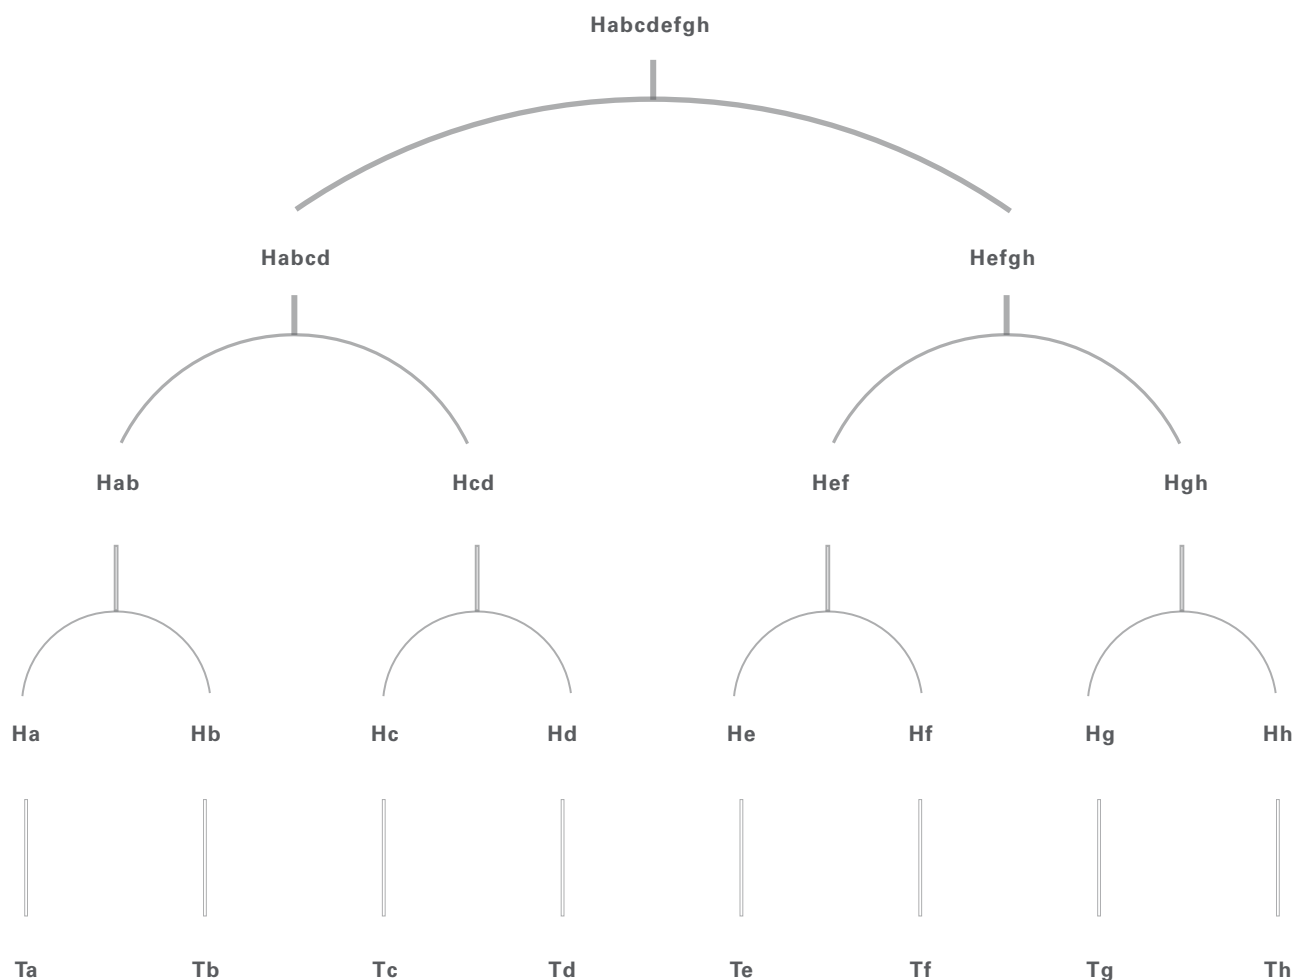 Habcdefgh
Habcd Hefgh
Hab Hcd Hef Hgh
Ha Hb Hc Hd He Hf Hg Hh
Ta Tb Tc Td Te Tf Tg Th